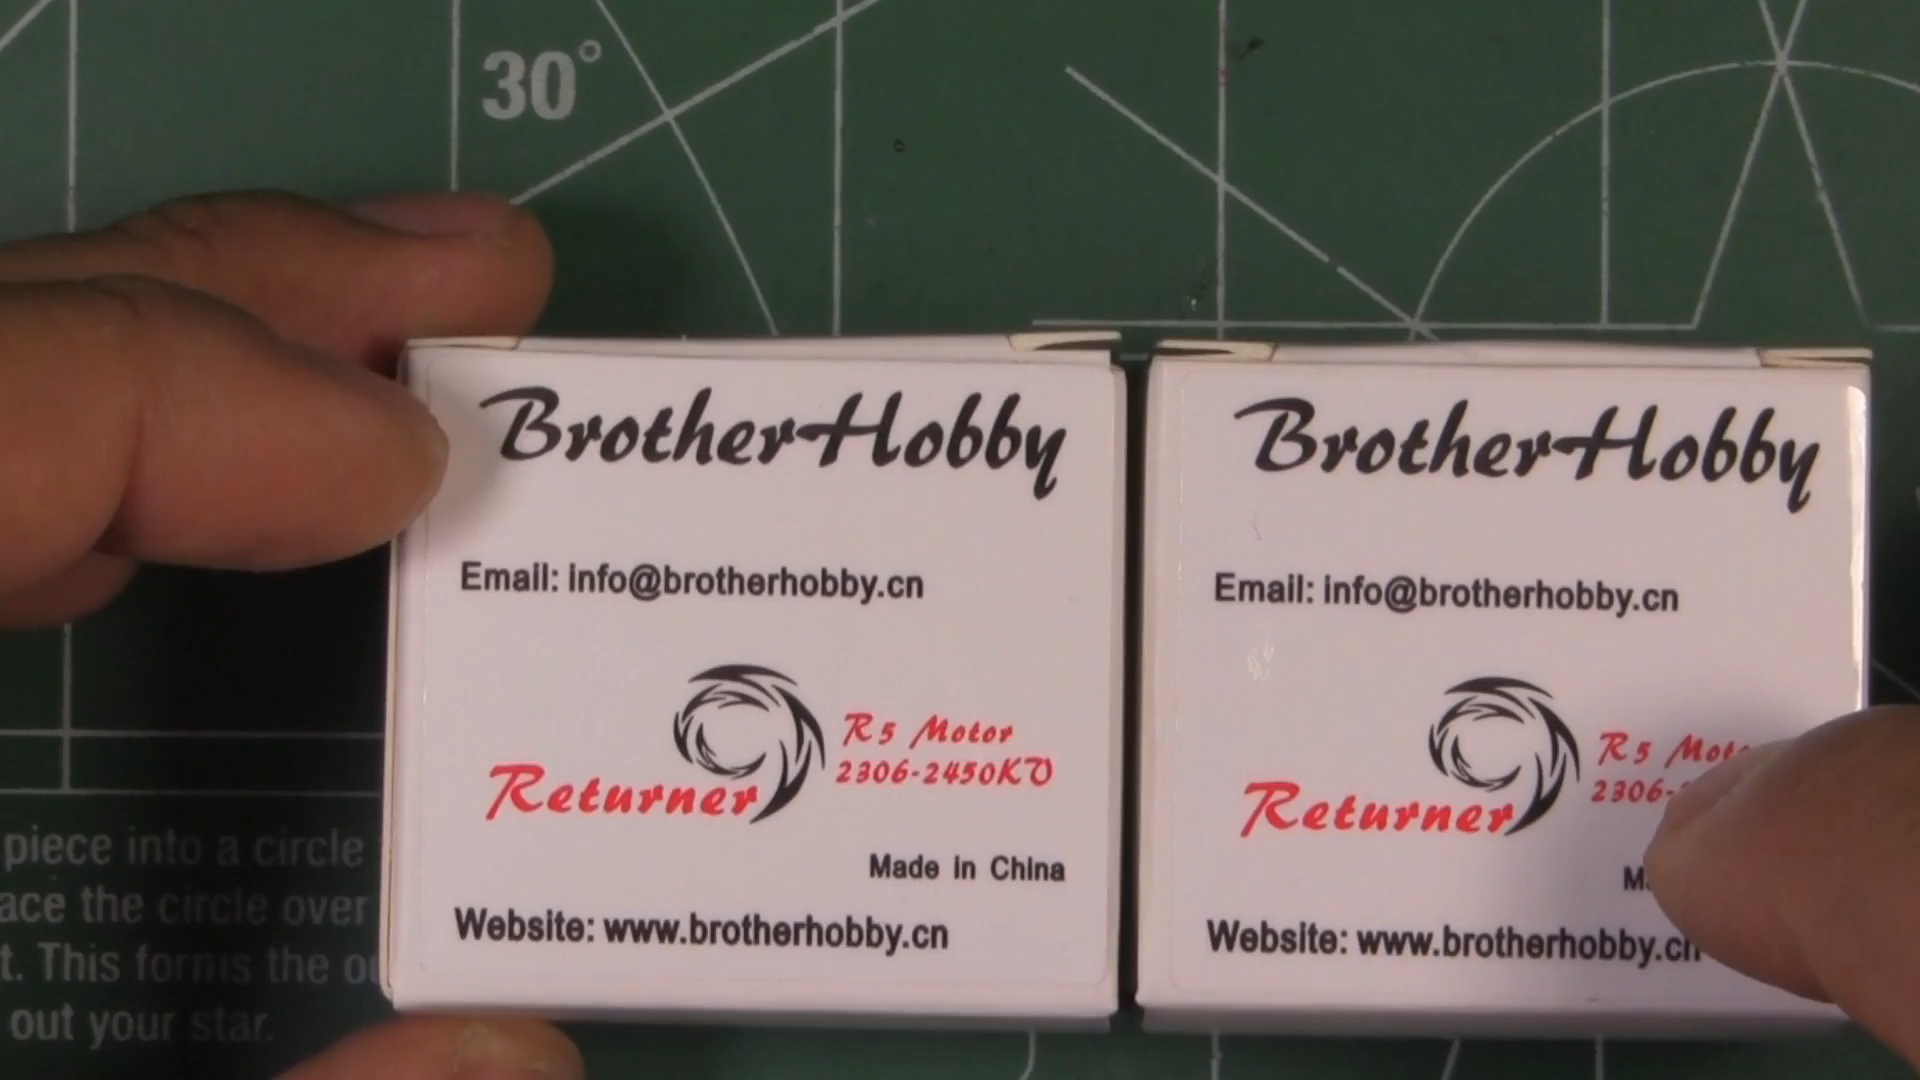 30°
BrotherHobby
Email: info@brotherhobby.cn
R5 Motor
2306-2450KV
Returner
Made in China
Website: www.brotherhobby.cn
BrotherHobby
Email: info@brotherhobby.cn
R5
2306-
Returner
Website: www.brotherhobby.cn
piece into a circle
the circle over
t. This forms the
out your star.